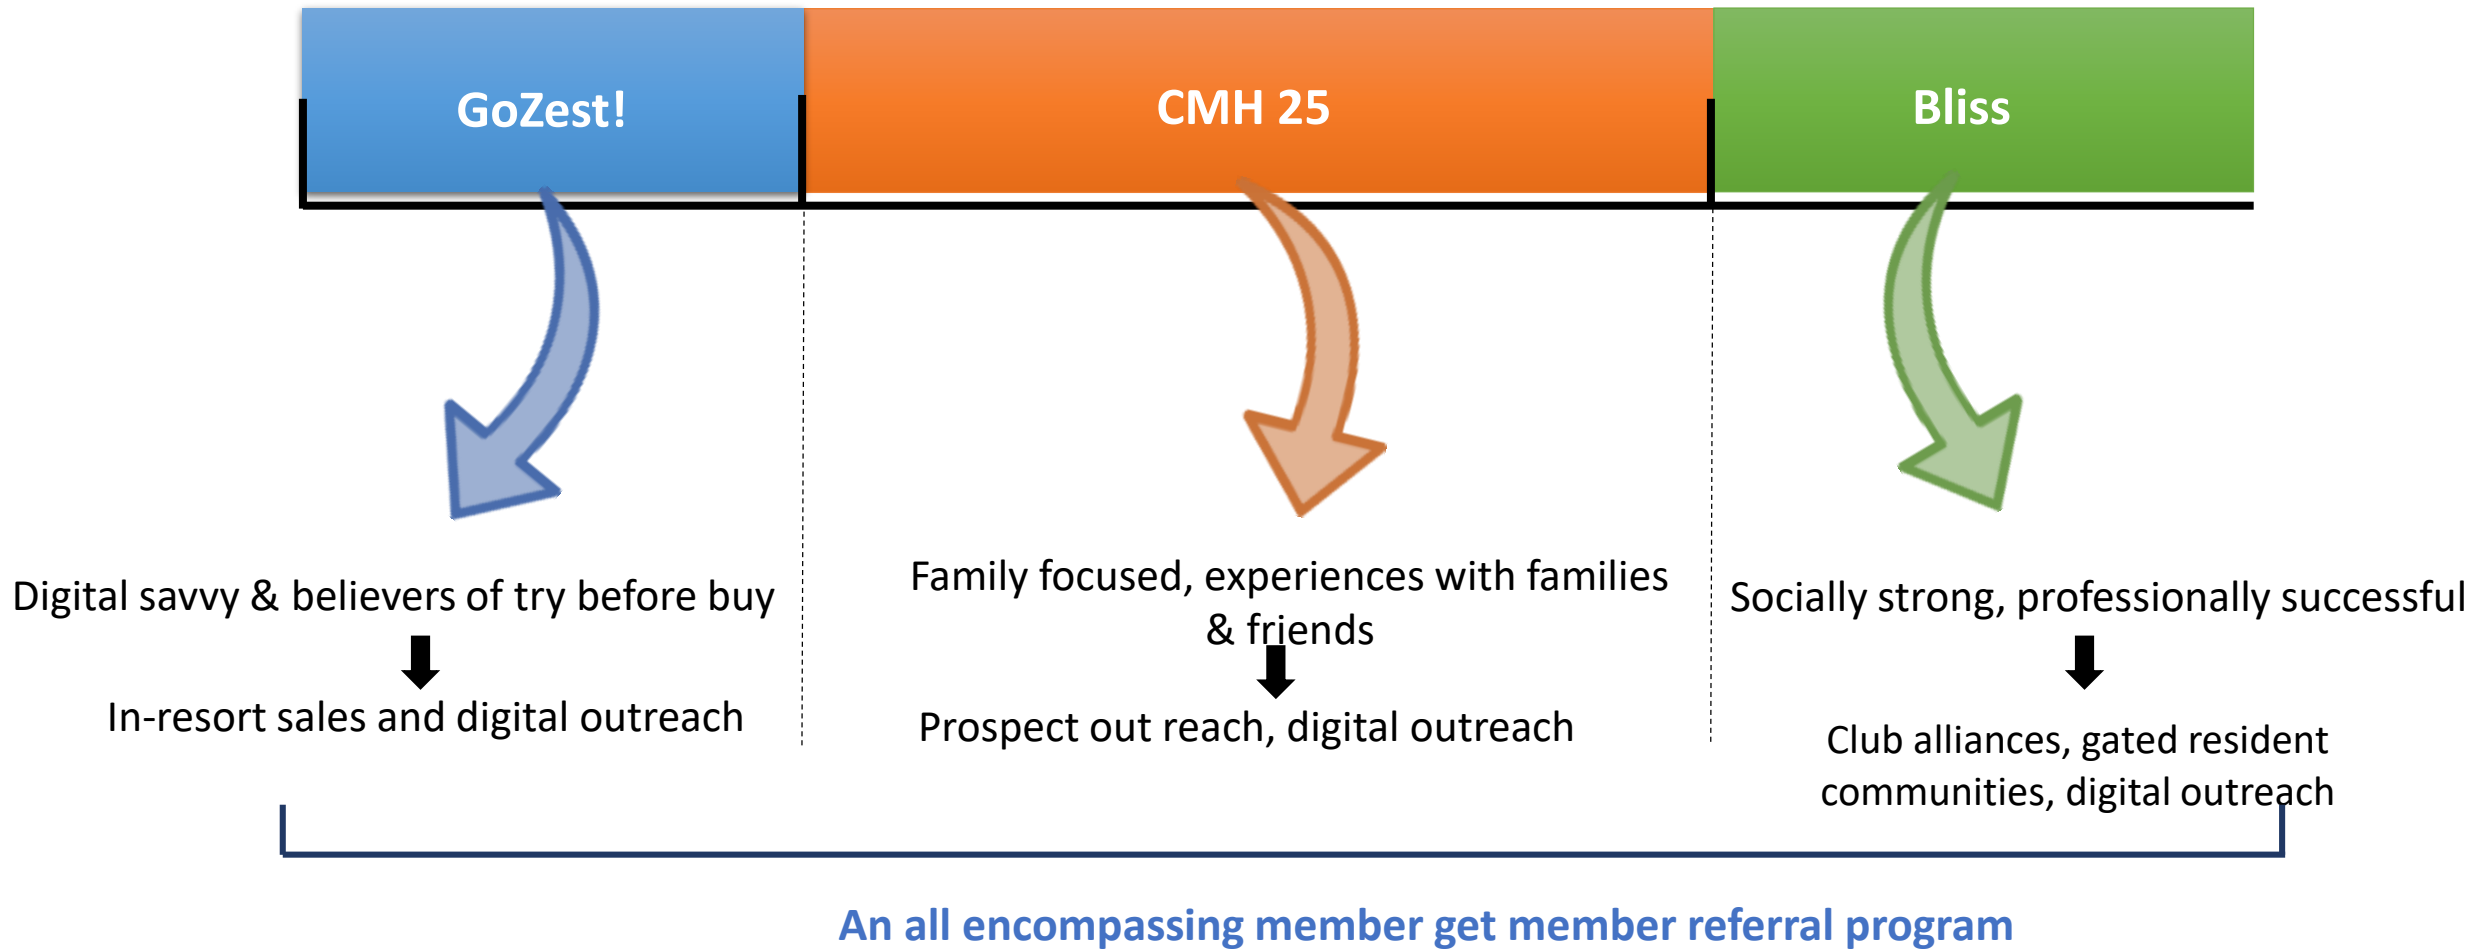 GoZest!
CMH 25
Bliss
Digital savvy & believers of try before buy
In-resort sales and digital outreach
Family focused, experiences with families
& friends
Prospect out reach, digital outreach
Socially strong, professionally successful
Club alliances, gated resident
communities, digital outreach
An all encompassing member get member referral program